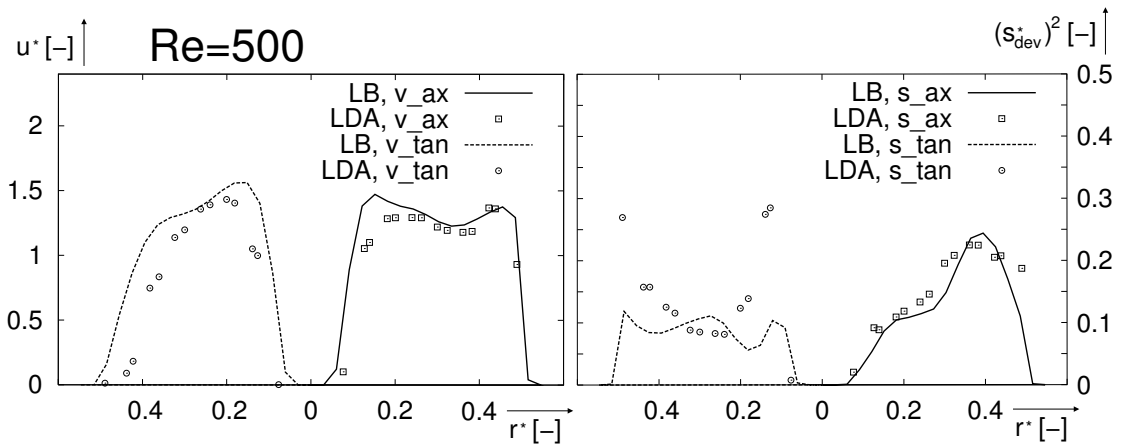 u* [–]
Re=500
(s*dev)² [–]
LB, v_ax
LDA, v_ax
LB, v_tan
LDA, v_tan
2
1.5
1
0.5
0
0.4 0.2 0 0.2 0.4
r* [–]
LB, s_ax
LDA, s_ax
LB, s_tan
LDA, s_tan
0.5
0.4
0.3
0.2
0.1
0
0.4 0.2 0 0.2 0.4
r* [–]